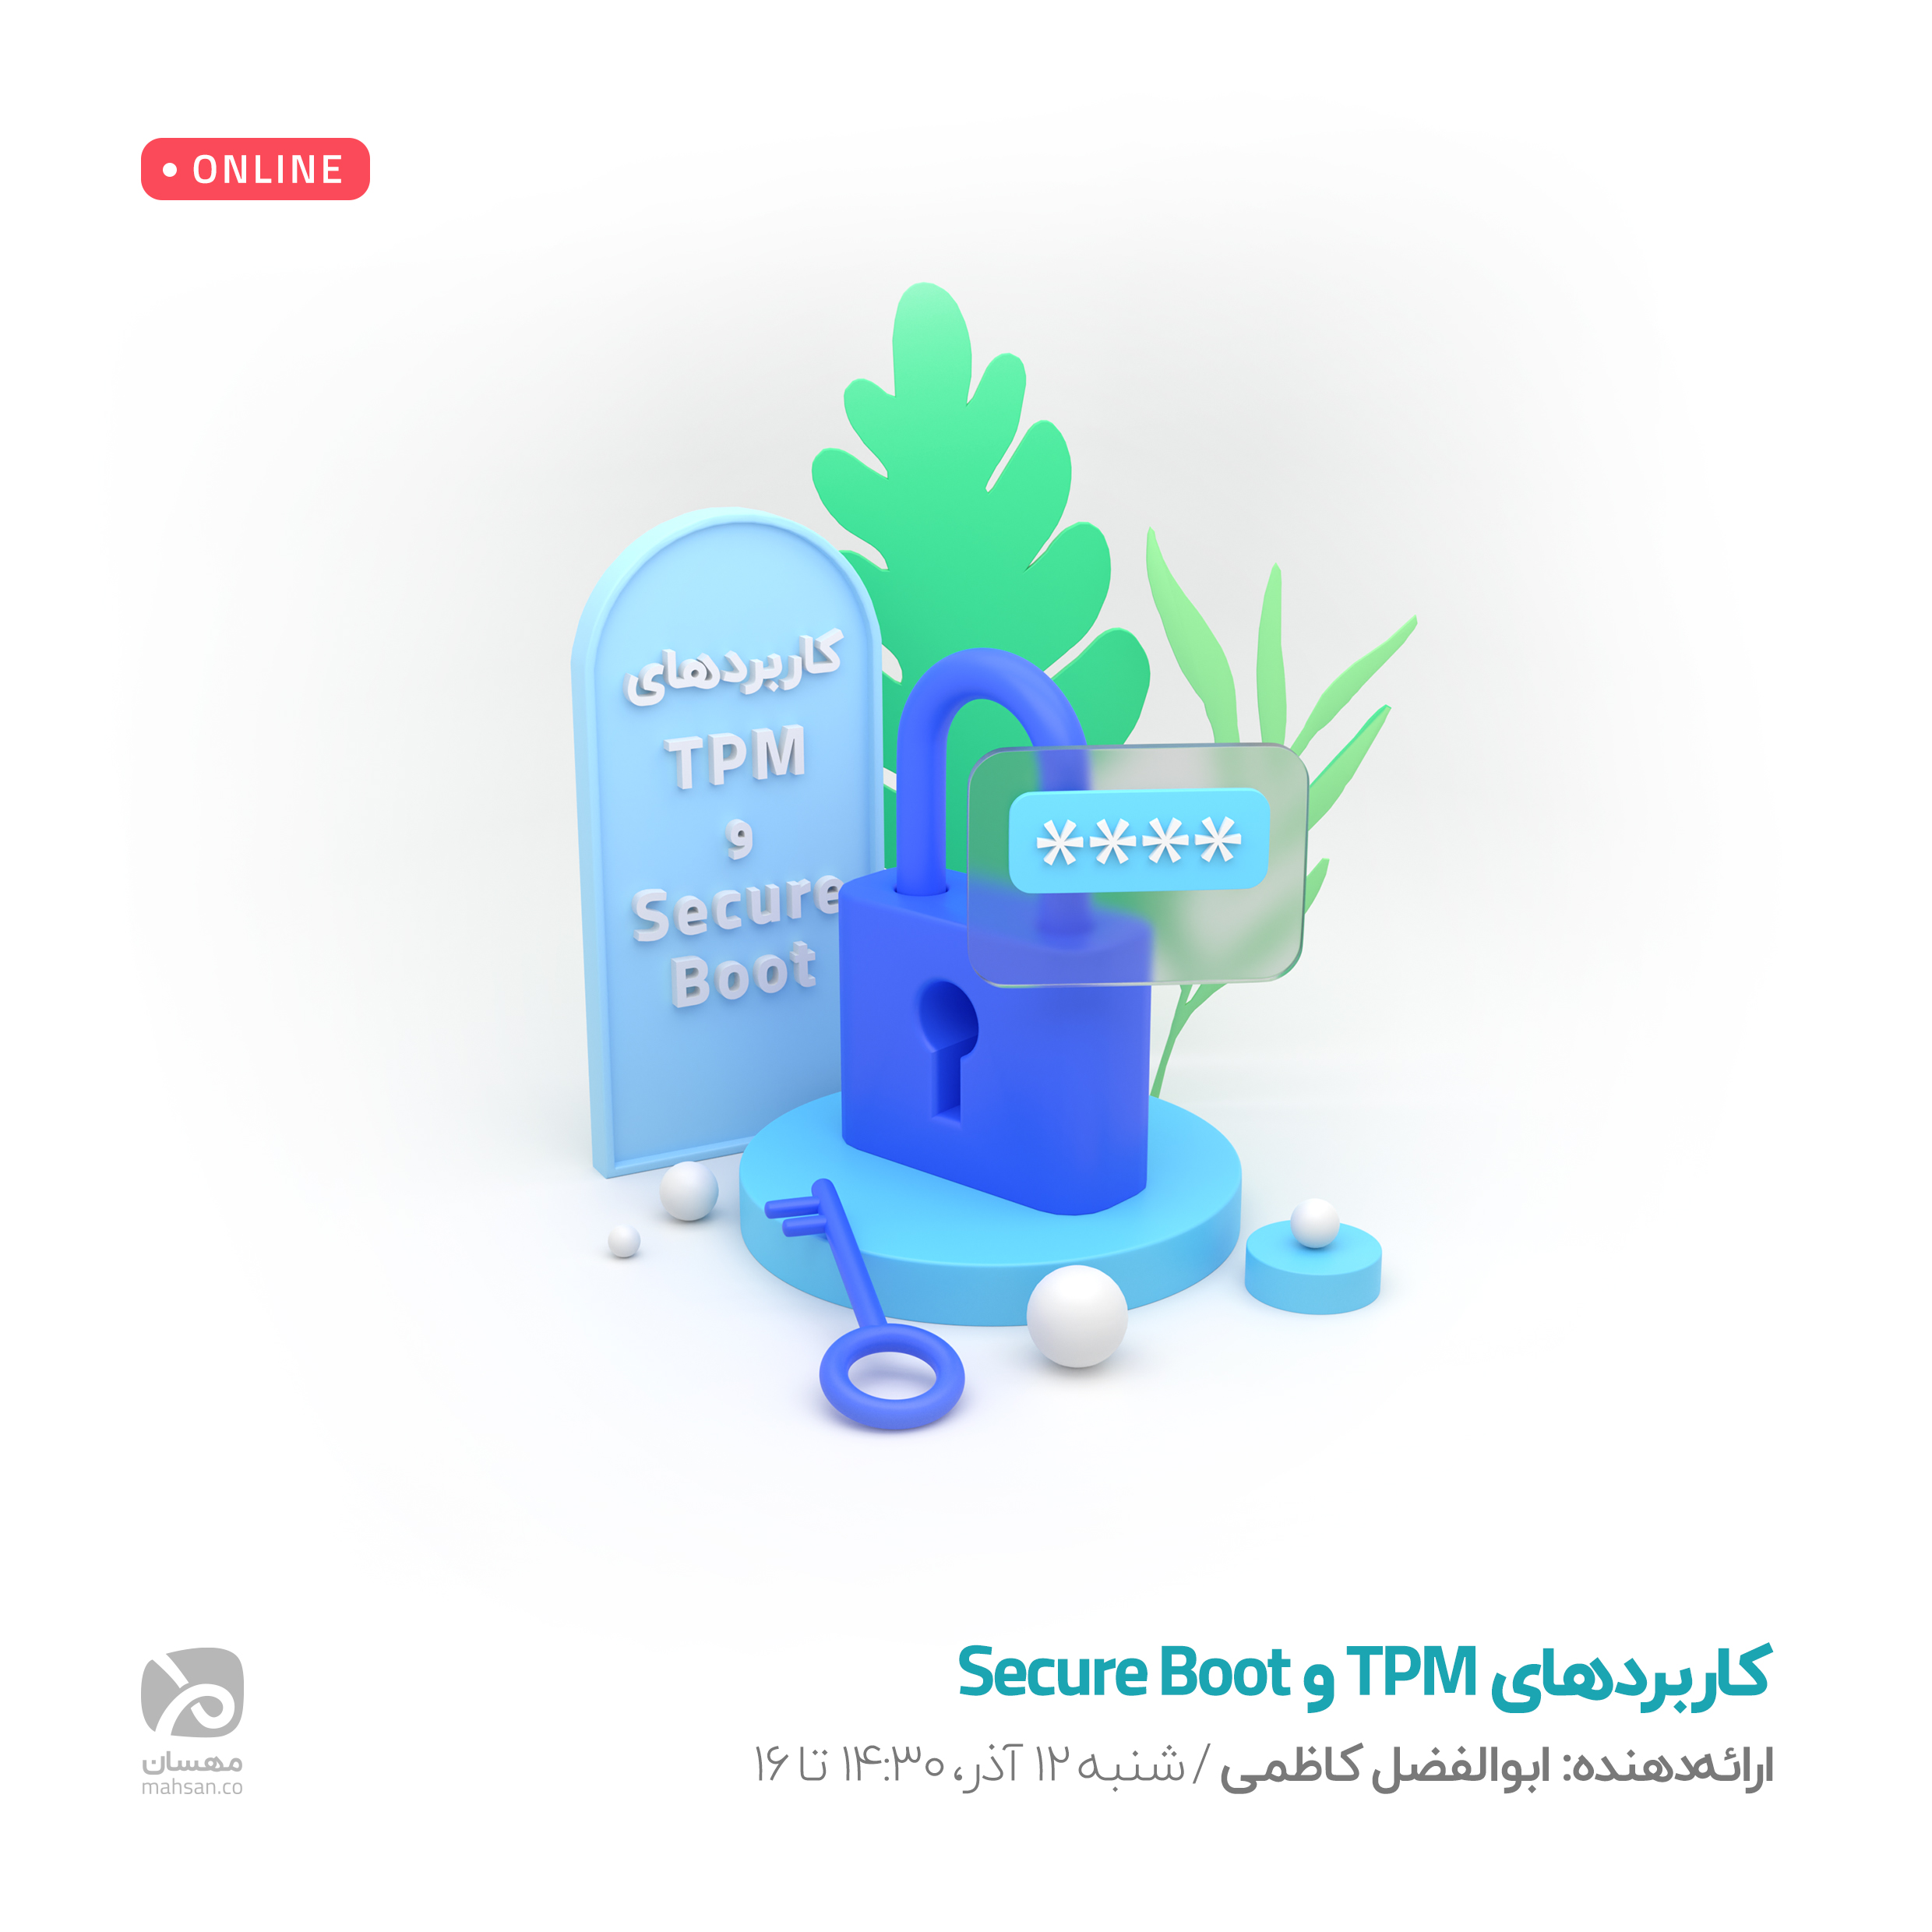 • ONLINE
کاربردهای
TPM
و
Secure
Boot
****
کاربردهای TPM و Secure Boot
ارائه‌دهنده: ابوالفضل کاظمی / شنبه ۱۲ آذر، ۱۴:۳۰ تا ۱۶
مهسان
mahsan.co